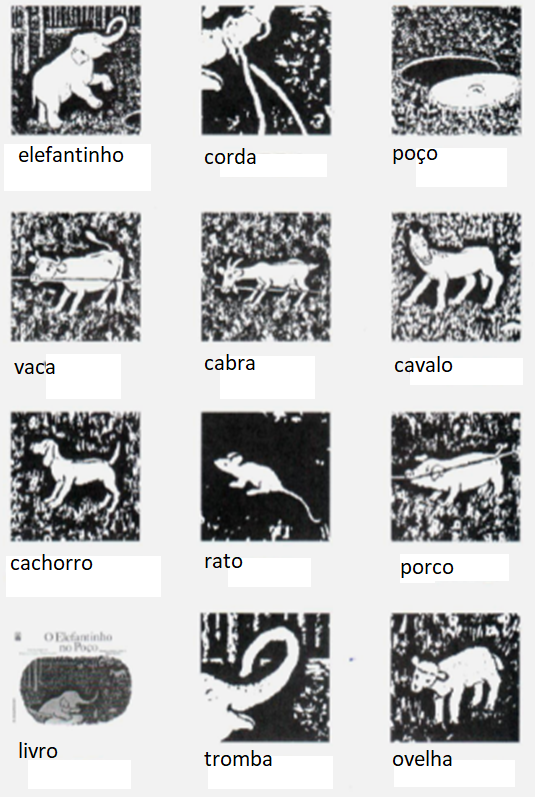 elefantinho
corda
poço
vaca
cabra
cavalo
cachorro
rato
porco
O Elefantinho
no Poço
livro
tromba
ovelha